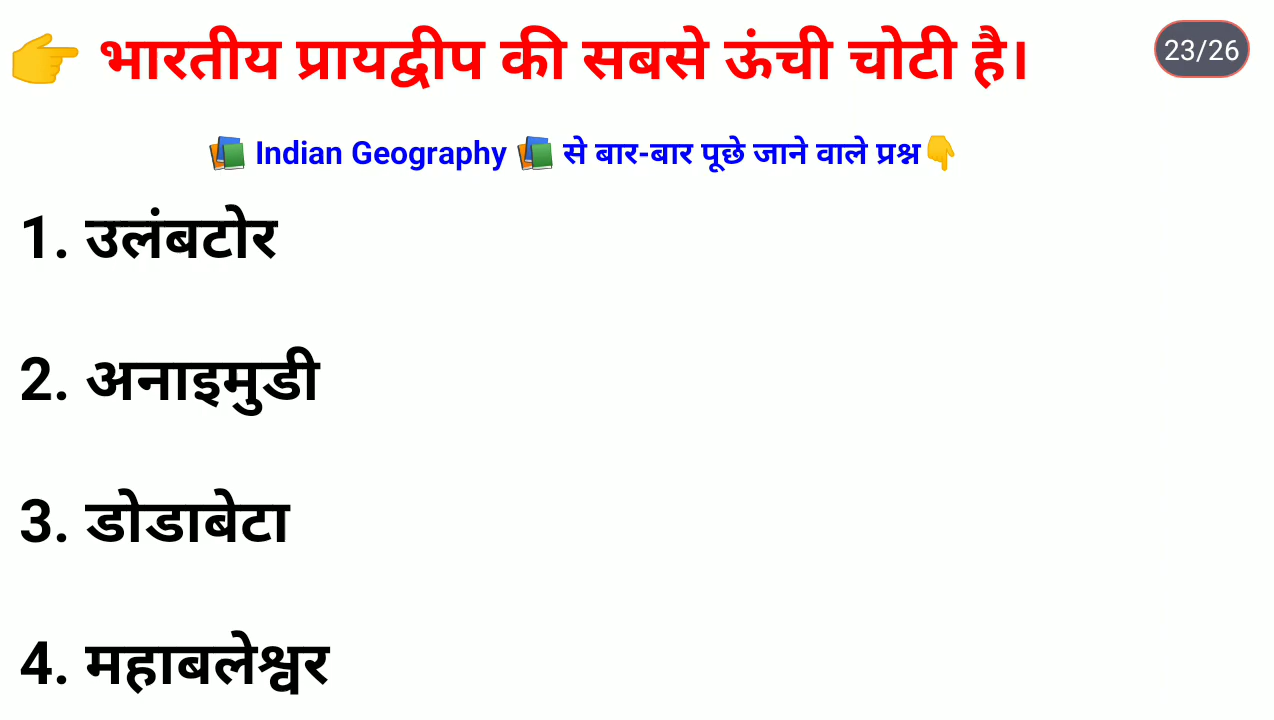 👉 भारतीय प्रायद्वीप की सबसे ऊंची चोटी है।
23/26
📚 Indian Geography 📚 से बार-बार पूछे जाने वाले प्रश्न👇
1. उलंबटोर
2. अनाइमुडी
3. डोडाबेटा
4. महाबलेश्वर